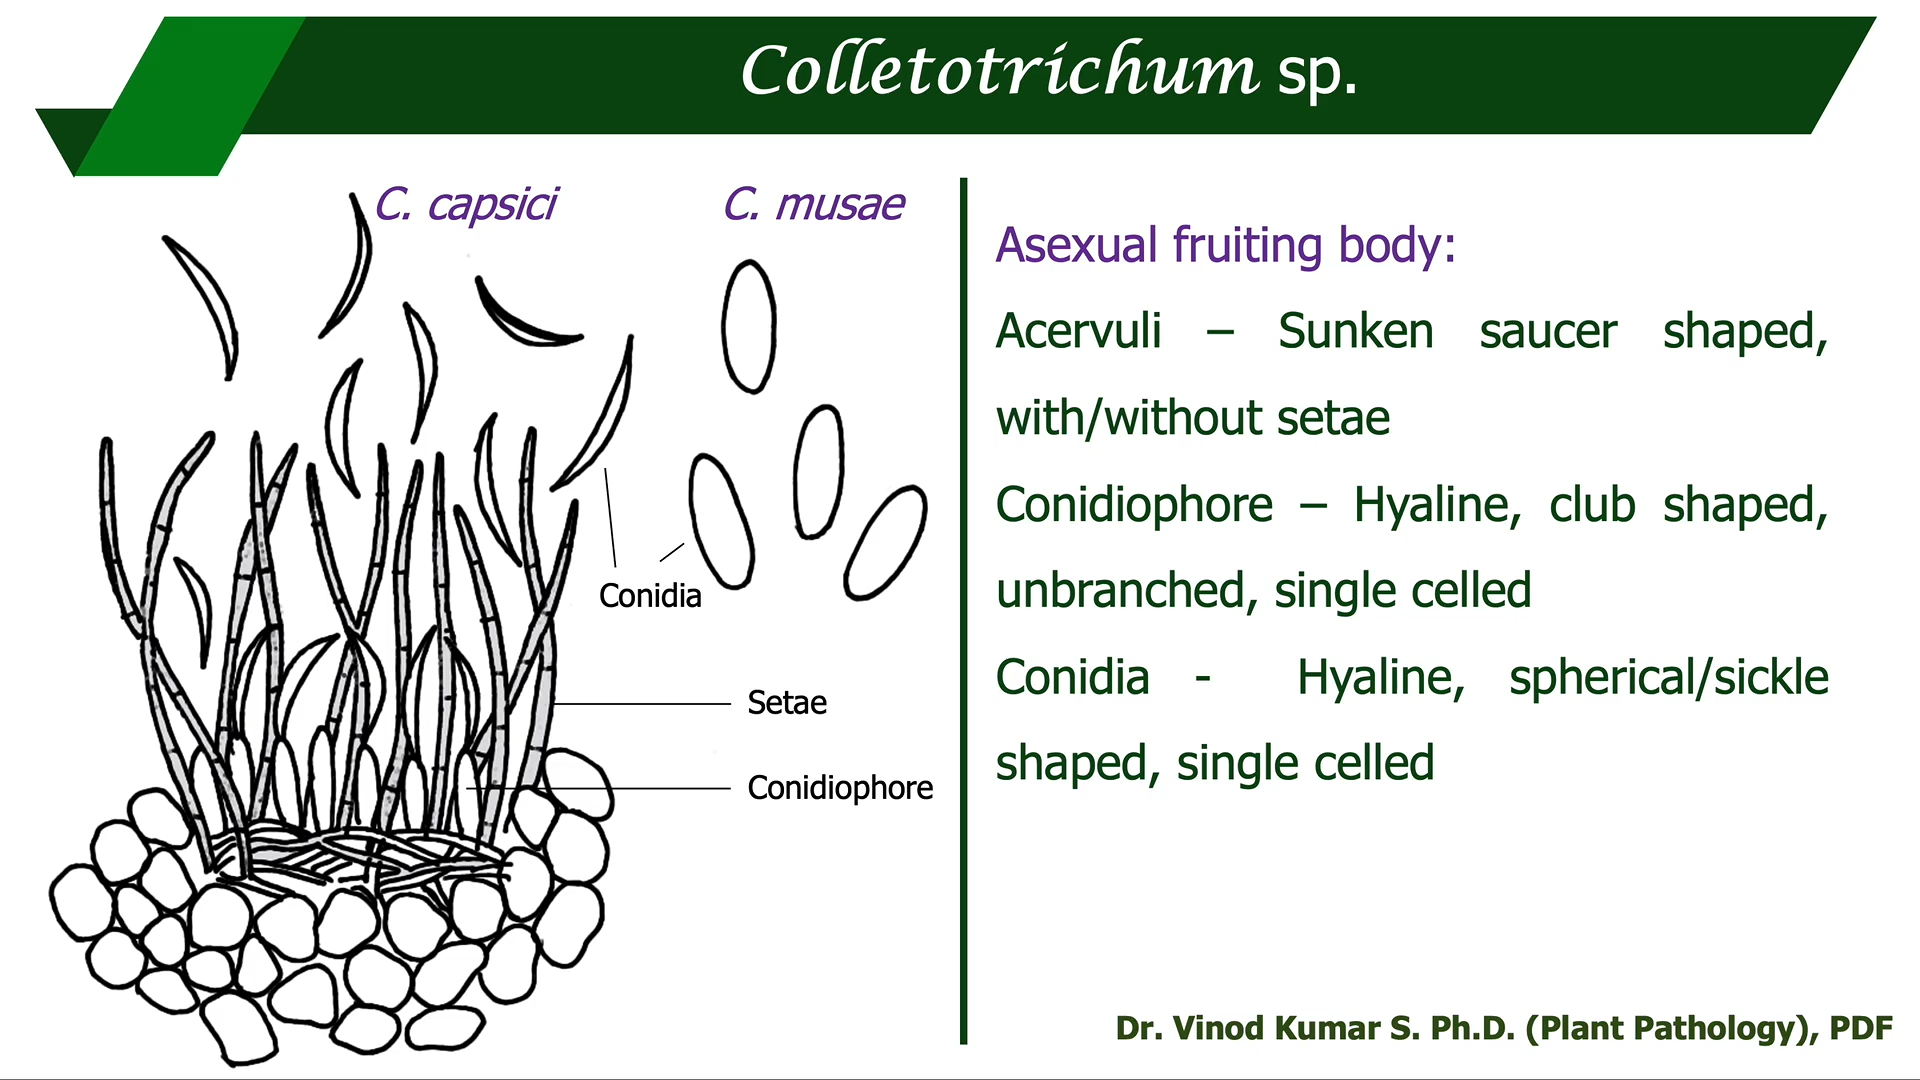 Colletotrichum sp.
C. capsici
C. musae
Conidia
Setae
Conidiophore
Asexual fruiting body:
Acervuli – Sunken saucer shaped,
with/without setae
Conidiophore – Hyaline, club shaped,
unbranched, single celled
Conidia - Hyaline, spherical/sickle
shaped, single celled
Dr. Vinod Kumar S. Ph.D. (Plant Pathology), PDF